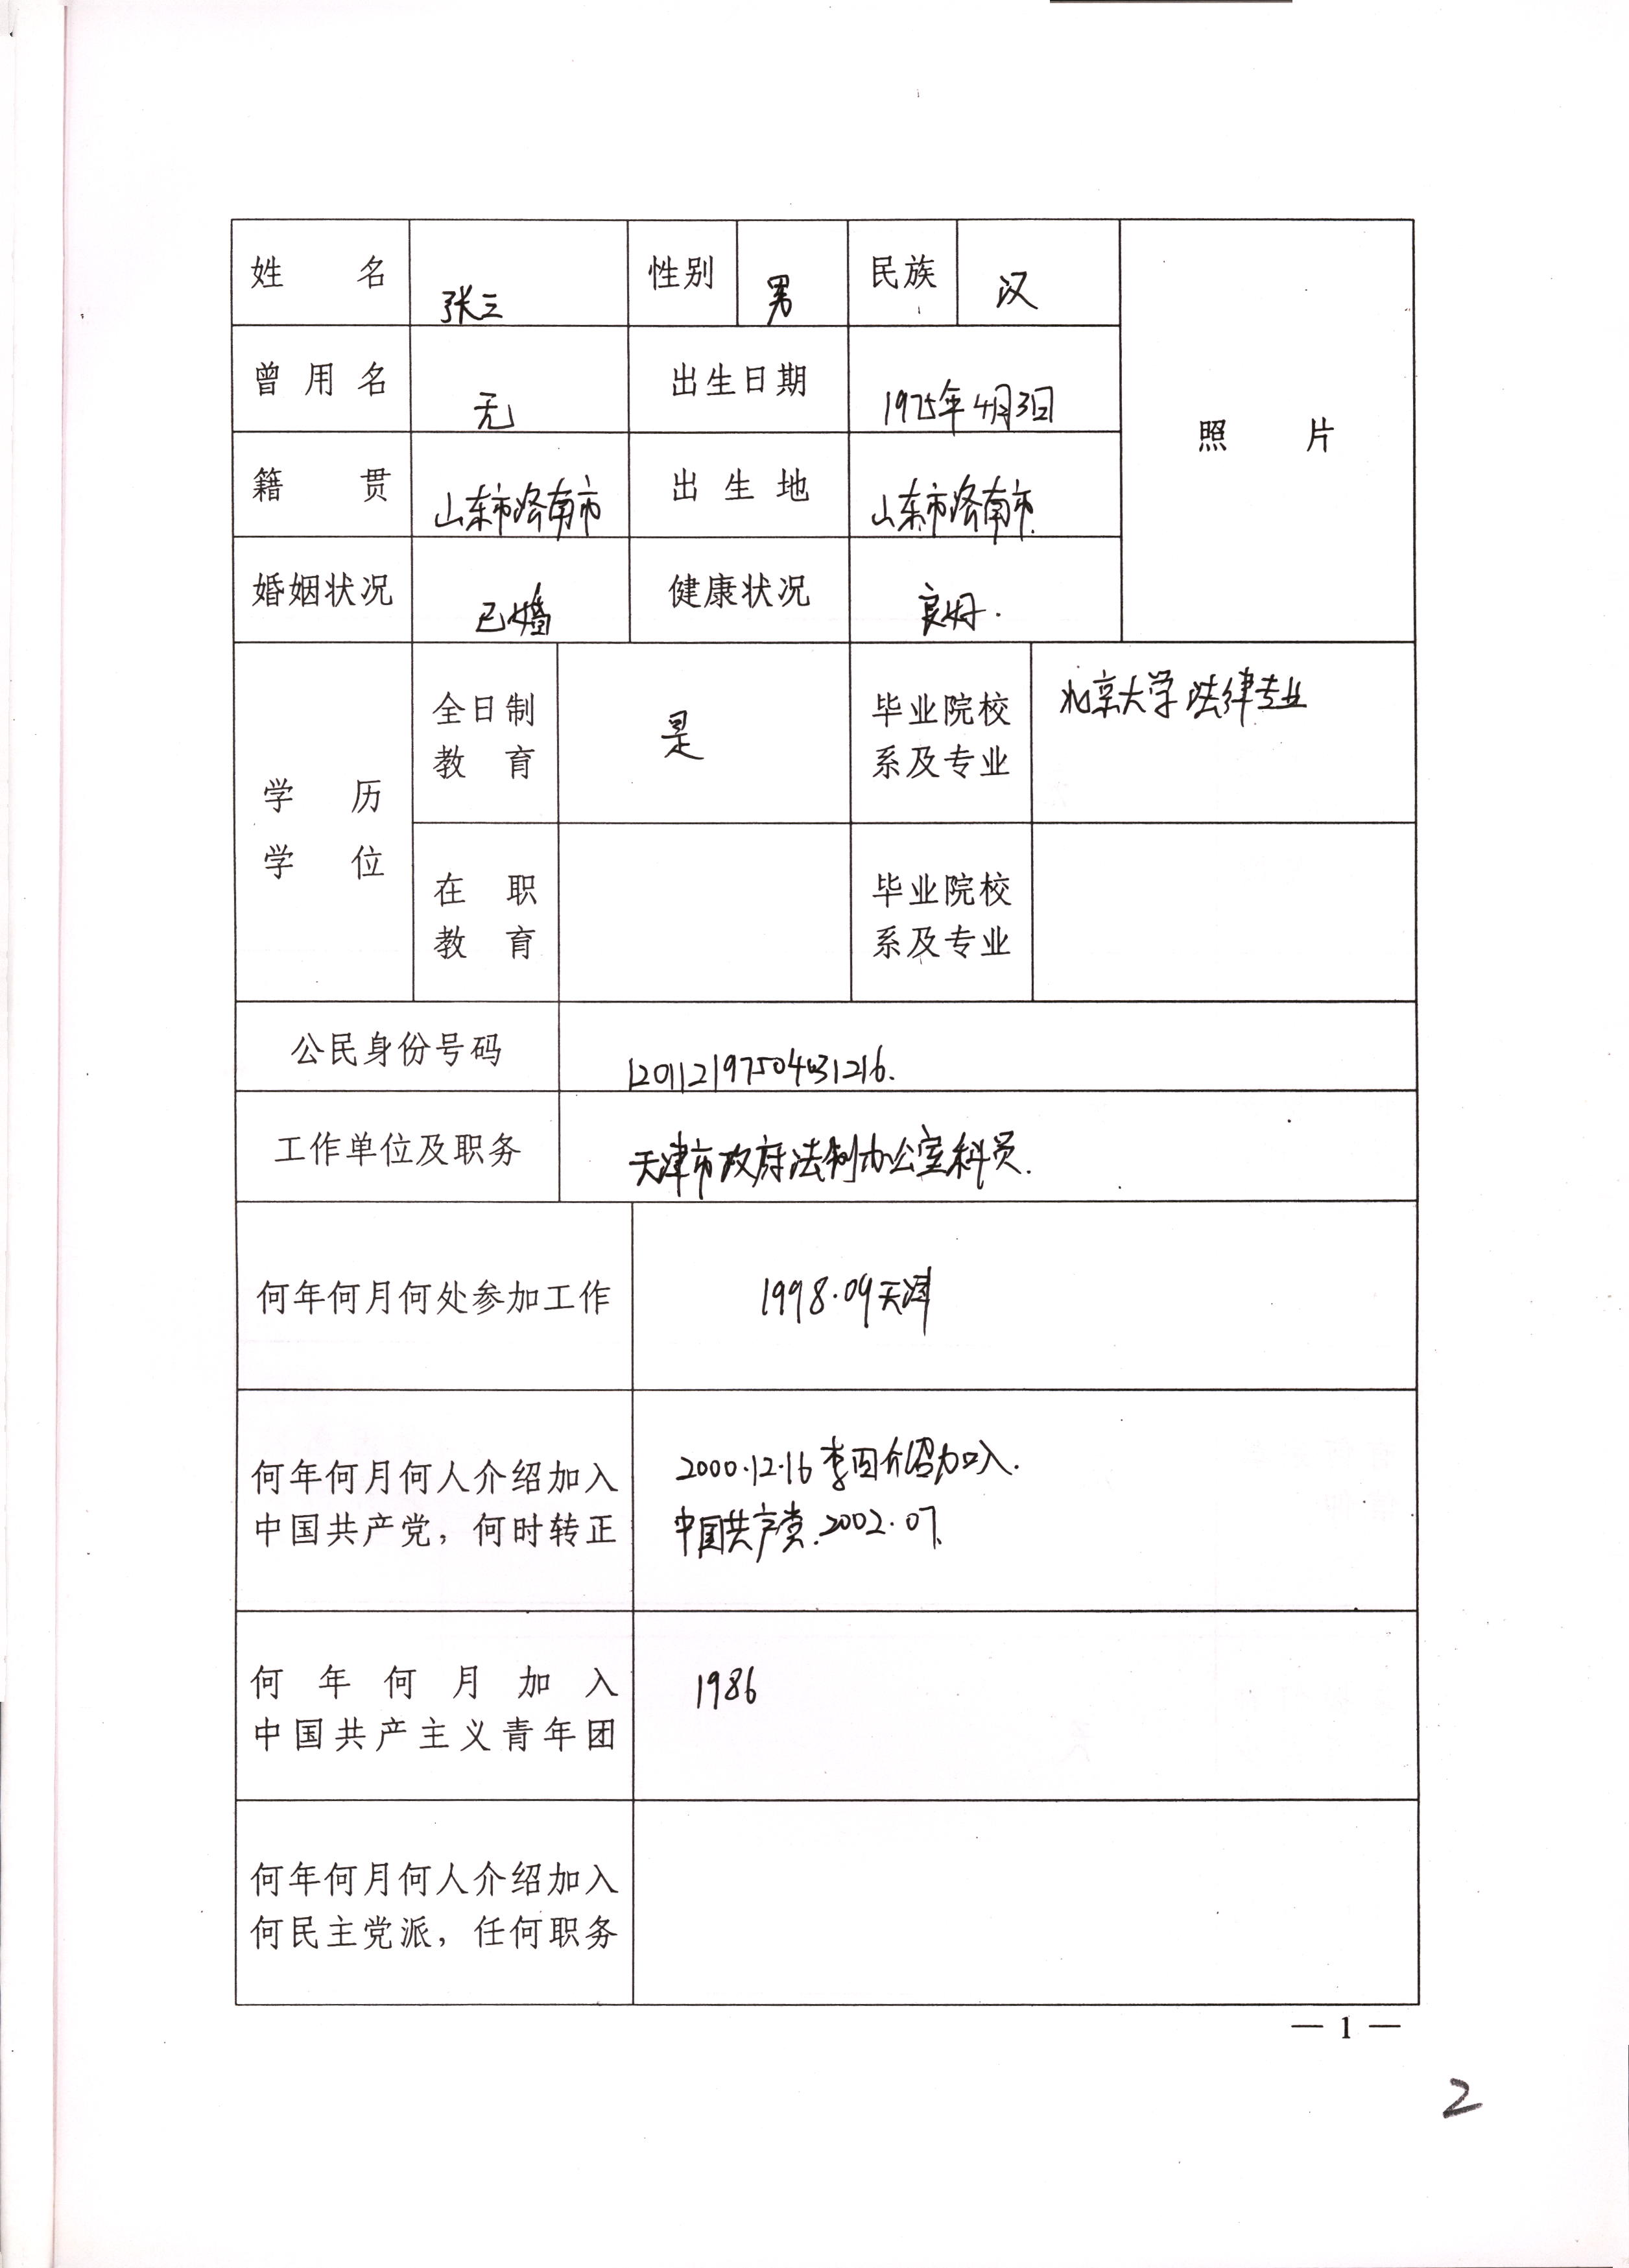 姓 名 张三 性别 男 民族 汉
照 片
曾用名 无 出生日期 1975年4月3日
籍 贯 山东市济南市 出生地 山东市济南市.
婚姻状况 已婚 健康状况 良好.
学 历
学 位
全日制
教 育
是
毕业院校
系及专业
北京大学法律专业
在 职
教 育
毕业院校
系及专业
公民身份号码
工作单位及职务 天津市政府法制办公室科员.
何年何月何处参加工作 1998.09天津
何年何月何人介绍加入
中国共产党，何时转正
2000.12.16李四介绍加入.
中国共产党.2002.07.
何年何月加入
中国共产主义青年团
1986
何年何月何人介绍加入
何民主党派，任何职务
— 1 —
2